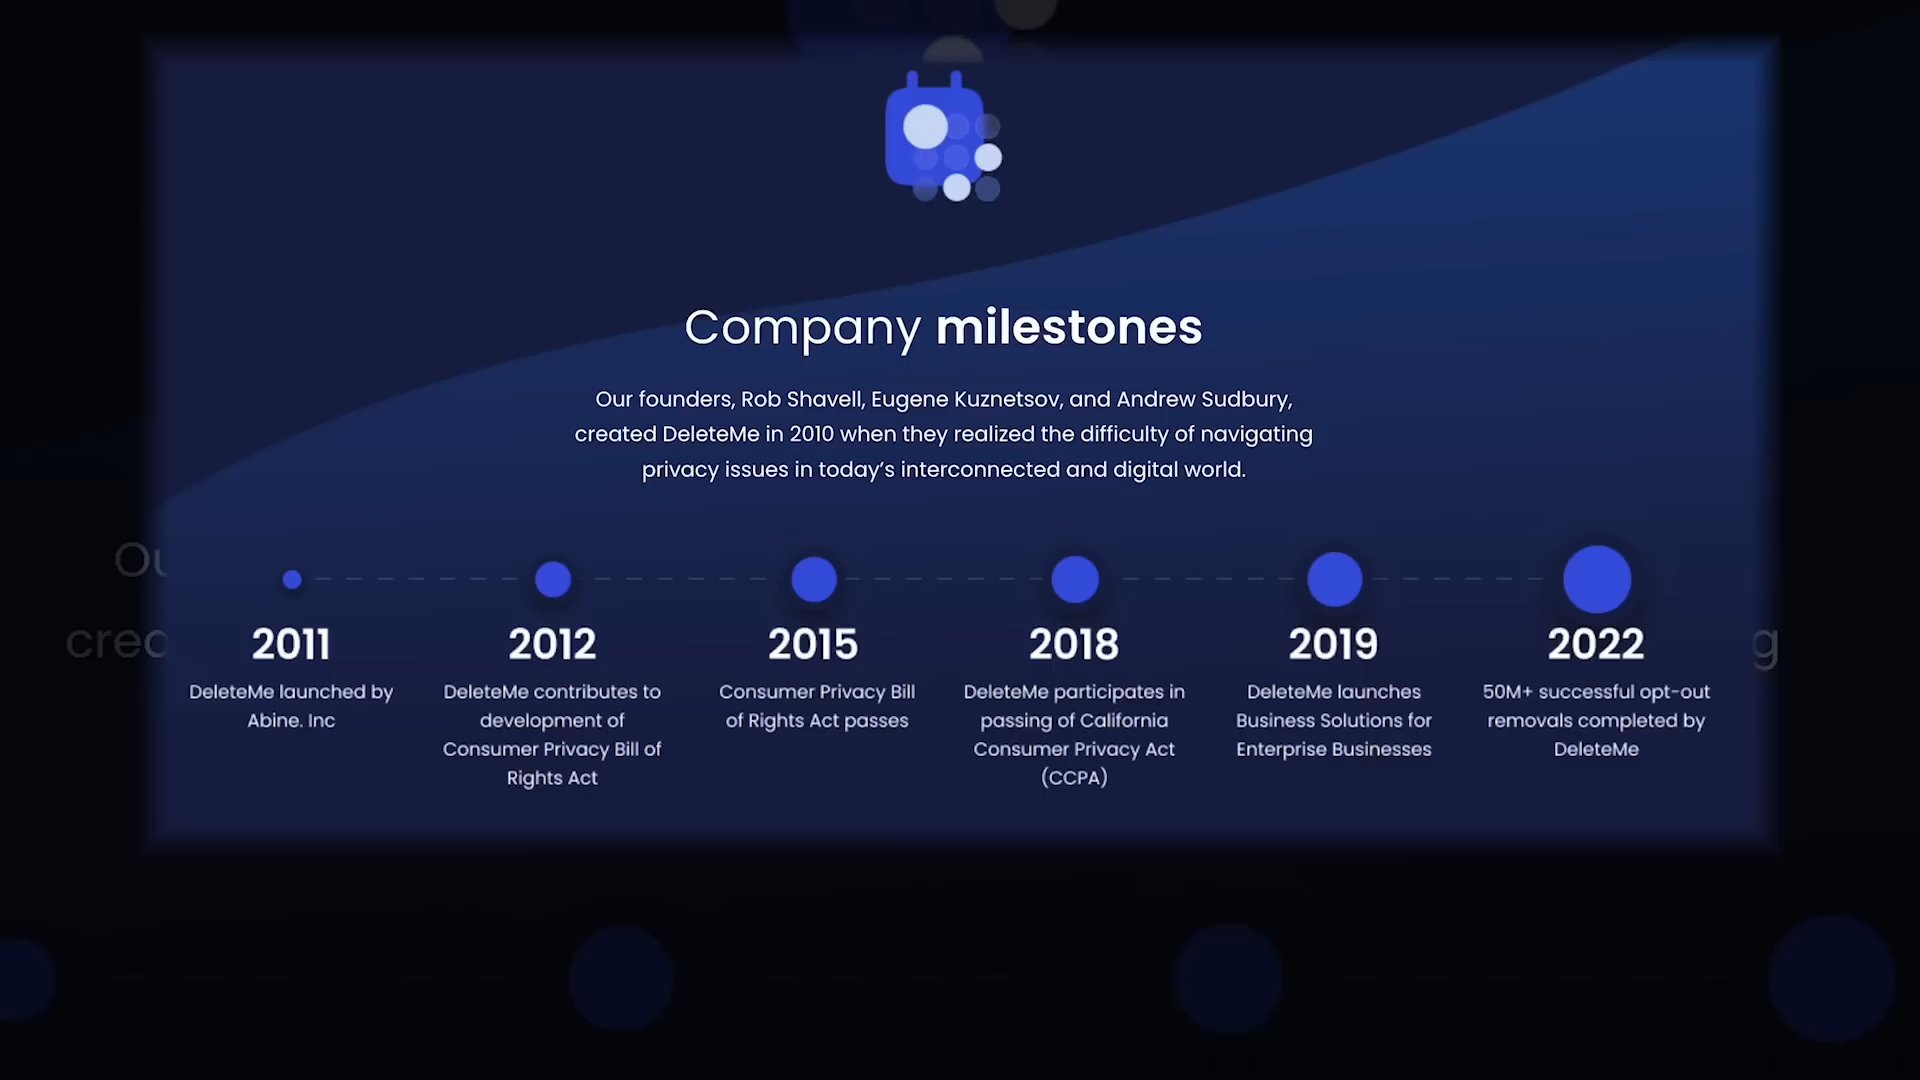 Company milestones
Our founders, Rob Shavell, Eugene Kuznetsov, and Andrew Sudbury,
created DeleteMe in 2010 when they realized the difficulty of navigating
privacy issues in today’s interconnected and digital world.
2011
DeleteMe launched by
Abine. Inc
2012
DeleteMe contributes to
development of
Consumer Privacy Bill of
Rights Act
2015
Consumer Privacy Bill
of Rights Act passes
2018
DeleteMe participates in
passing of California
Consumer Privacy Act
(CCPA)
2019
DeleteMe launches
Business Solutions for
Enterprise Businesses
2022
50M+ successful opt-out
removals completed by
DeleteMe